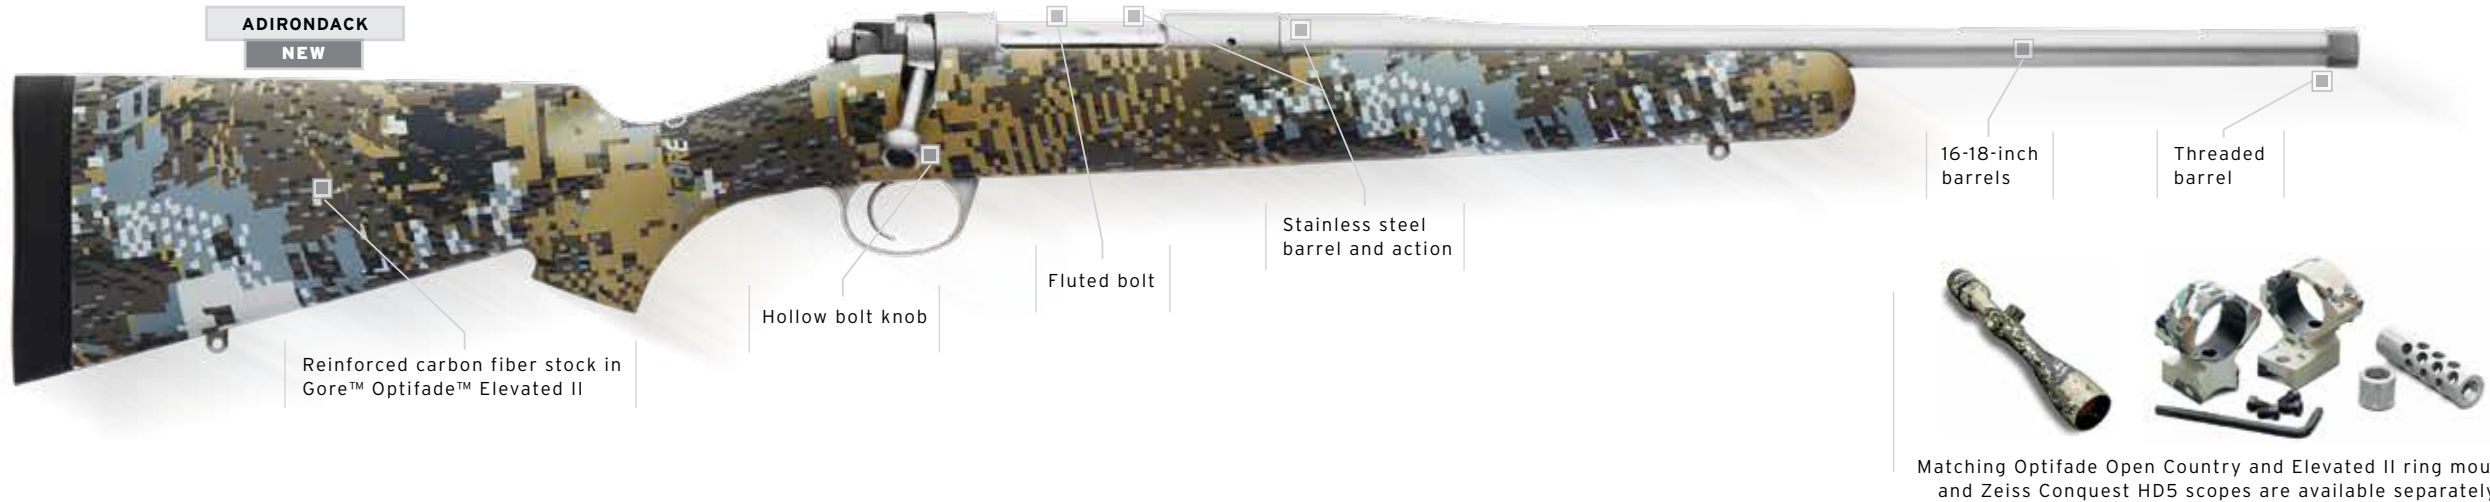 ADIRONDACK
NEW
16-18-inch
barrels
Threaded
barrel
Stainless steel
barrel and action
Fluted bolt
Hollow bolt knob
Reinforced carbon fiber stock in
Gore™ Optifade™ Elevated II
Matching Optifade Open Country and Elevated II ring mou
and Zeiss Conquest HD5 scopes are available separately